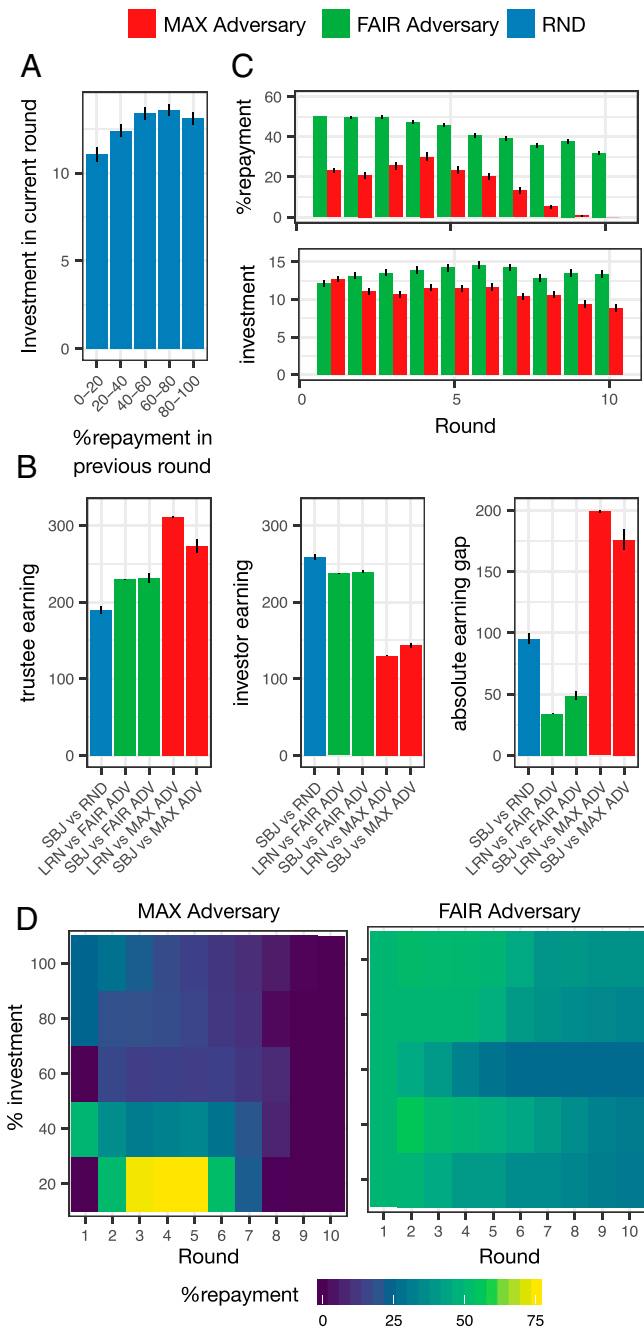 MAX Adversary FAIR Adversary RND
A
Investment in current round
10
5
0
0−20
20−40
40−60
60−80
80−100
%repayment in
previous round
C
%repayment
60
40
20
0
investment
15
10
5
0
0 5 10
Round
B
trustee earning
300
200
100
0
SBJ vs RND
LRN vs FAIR ADV
SBJ vs FAIR ADV
LRN vs MAX ADV
SBJ vs MAX ADV
investor earning
300
200
100
0
SBJ vs RND
LRN vs FAIR ADV
SBJ vs FAIR ADV
LRN vs MAX ADV
SBJ vs MAX ADV
absolute earning gap
200
150
100
50
0
SBJ vs RND
LRN vs FAIR ADV
SBJ vs FAIR ADV
LRN vs MAX ADV
SBJ vs MAX ADV
D
MAX Adversary
% investment
100
80
60
40
20
1 2 3 4 5 6 7 8 9 10
Round
FAIR Adversary
1 2 3 4 5 6 7 8 9 10
Round
%repayment
0 25 50 75